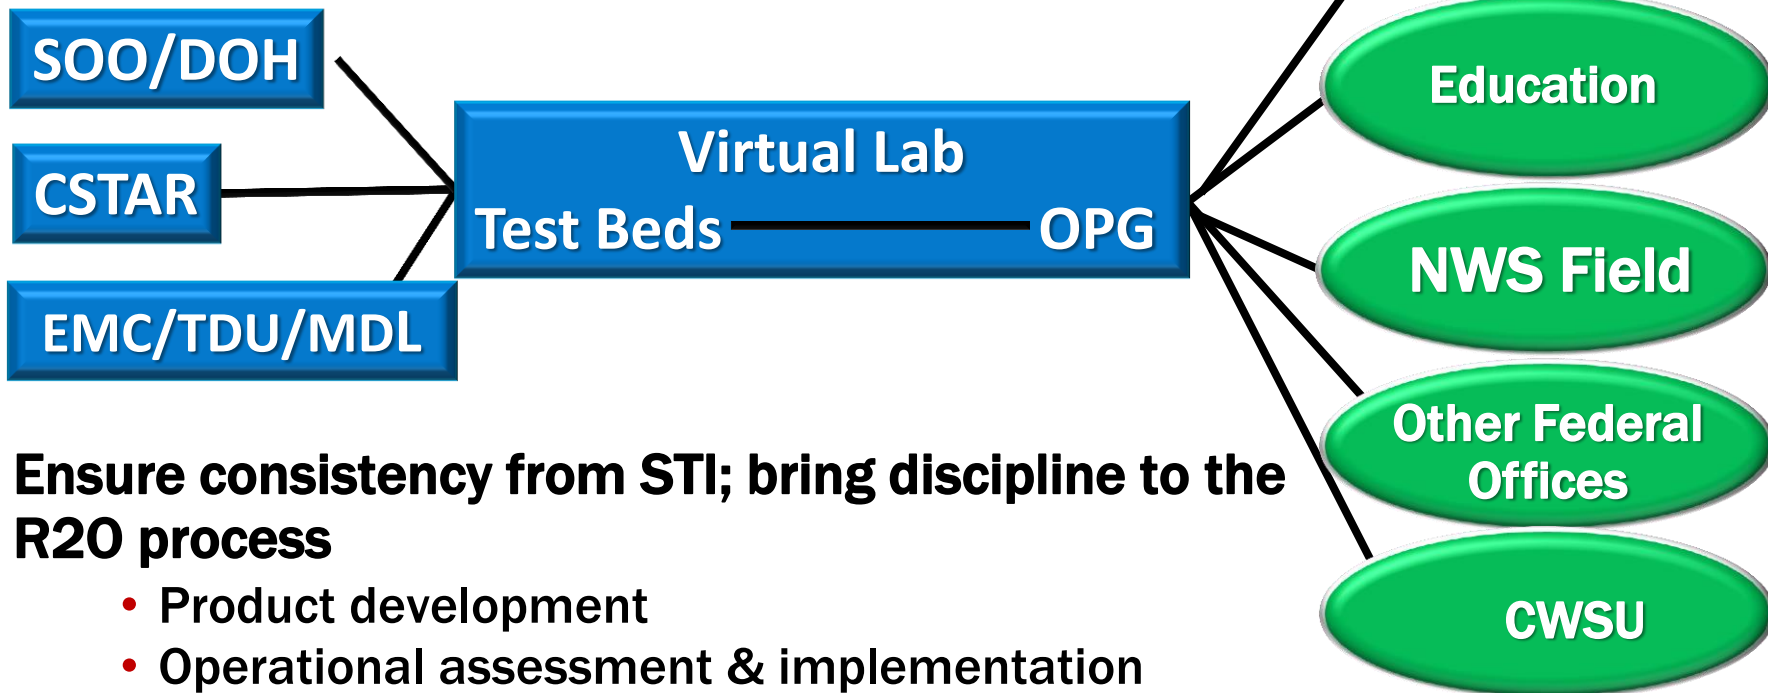 SOO/DOH
CSTAR
EMC/TDU/MDL
Virtual Lab
Test Beds OPG
Education
NWS Field
Other Federal
Offices
CWSU
Ensure consistency from STI; bring discipline to the
R2O process
• Product development
• Operational assessment & implementation